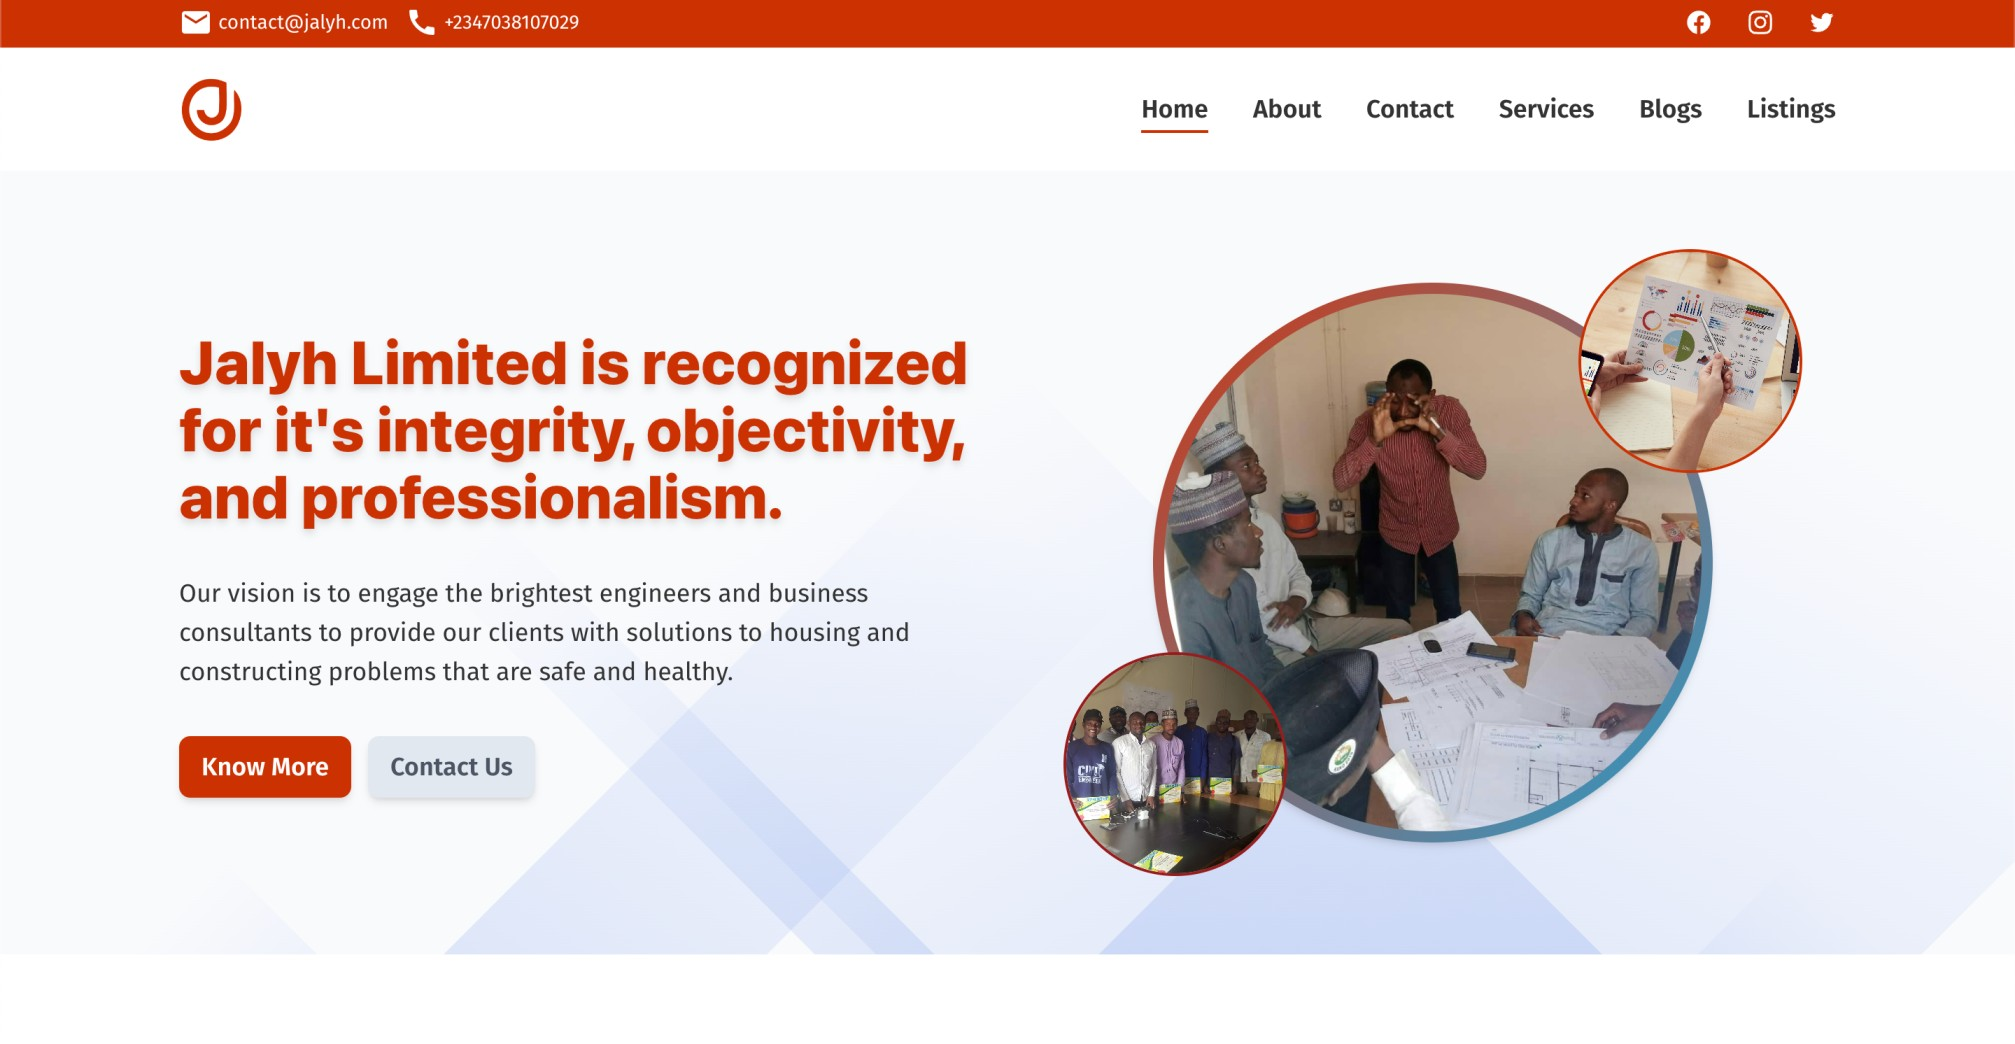 contact@jalyh.com +2347038107029
Home About Contact Services Blogs Listings
Jalyh Limited is recognized
for it's integrity, objectivity,
and professionalism.
Our vision is to engage the brightest engineers and business
consultants to provide our clients with solutions to housing and
constructing problems that are safe and healthy.
Know More Contact Us